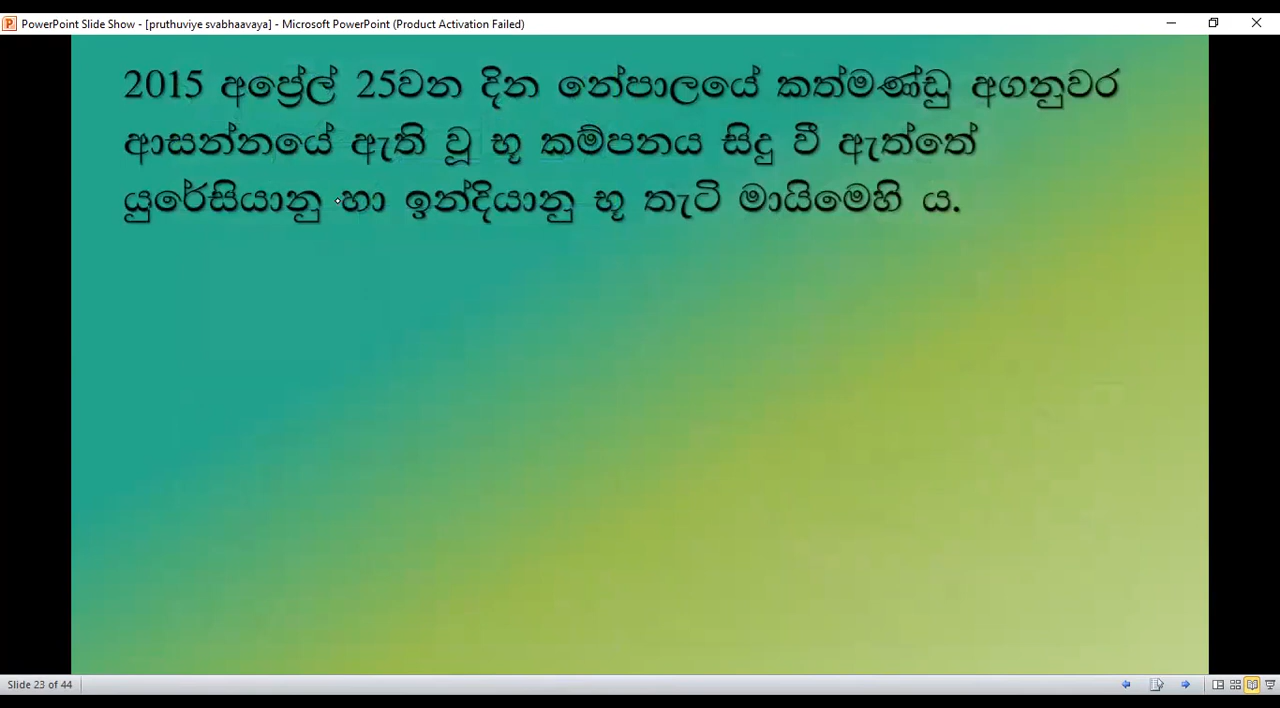 PowerPoint Slide Show - [pruthuviye svabhaavaya] - Microsoft PowerPoint (Product Activation Failed)
2015 අප්‍රේල් 25වන දින නේපාලයේ කත්මණ්ඩු අගනුවර
ආසන්නයේ ඇති වූ භූ කම්පනය සිදු වී ඇත්තේ
යුරේසියානු හා ඉන්දියානු භූ තැටි මායිමෙහි ය.
Slide 23 of 44